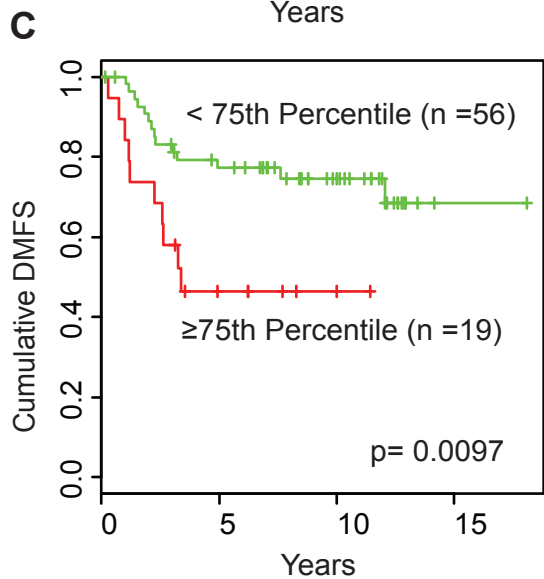 Years
C
< 75th Percentile (n =56)
≥75th Percentile (n =19)
p= 0.0097
Cumulative DMFS
1.0
0.8
0.6
0.4
0.2
0.0
0 5 10 15
Years